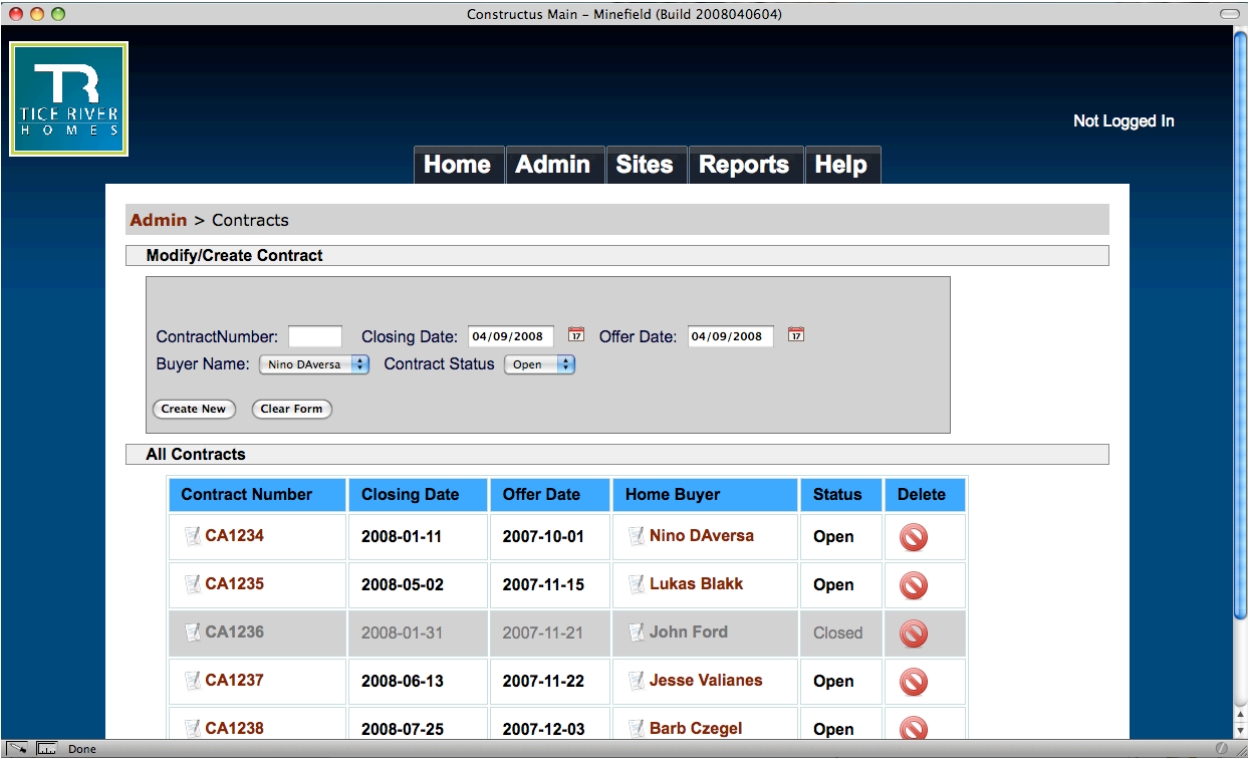 Constructus Main – Minefield (Build 2008040604)
TR
TICE RIVER
HOMES
Not Logged In
Home Admin Sites Reports Help
Admin > Contracts
Modify/Create Contract
ContractNumber: Closing Date: 04/09/2008 17 Offer Date: 04/09/2008 17
Buyer Name: Nino DAversa Contract Status Open
Create New Clear Form
All Contracts
Contract Number Closing Date Offer Date Home Buyer Status Delete
CA1234 2008-01-11 2007-10-01 Nino DAversa Open
CA1235 2008-05-02 2007-11-15 Lukas Blakk Open
CA1236 2008-01-31 2007-11-21 John Ford Closed
CA1237 2008-06-13 2007-11-22 Jesse Valianes Open
CA1238 2008-07-25 2007-12-03 Barb Czegel Open
Done